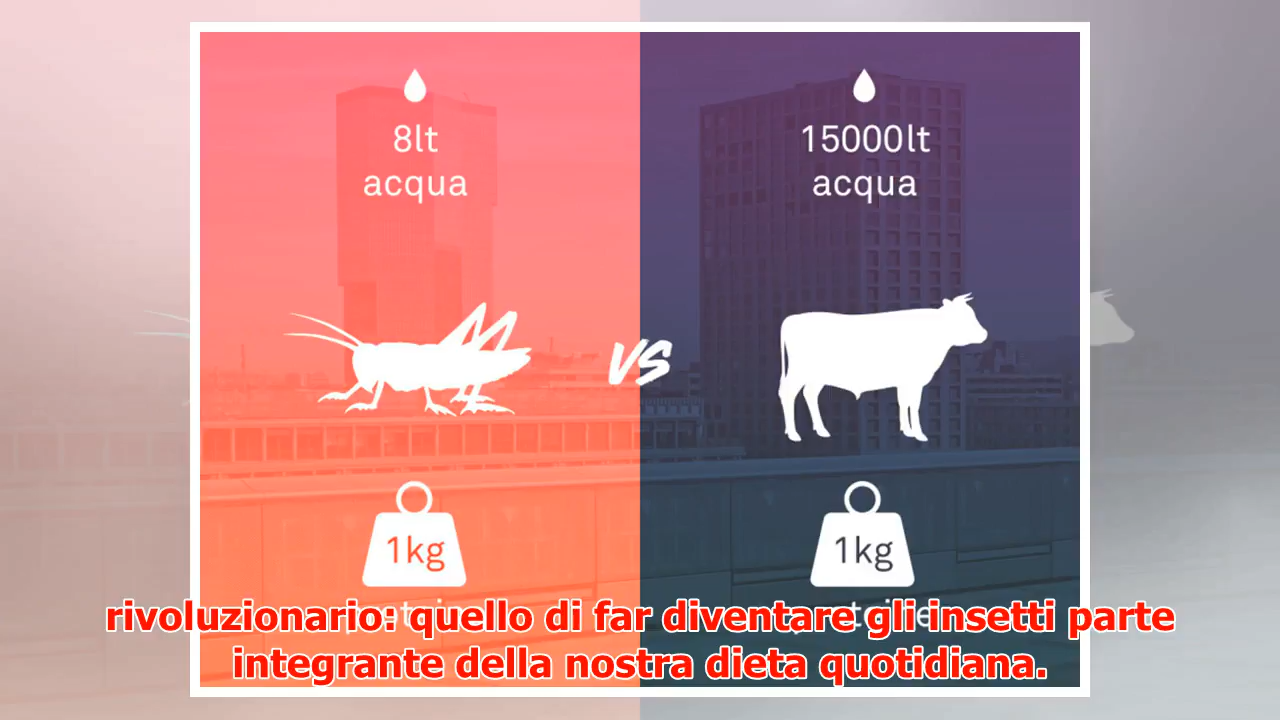 8lt
acqua
15000lt
acqua
vs
1kg
1kg
rivoluzionario: quello di far diventare gli insetti parte
integrante della nostra dieta quotidiana.